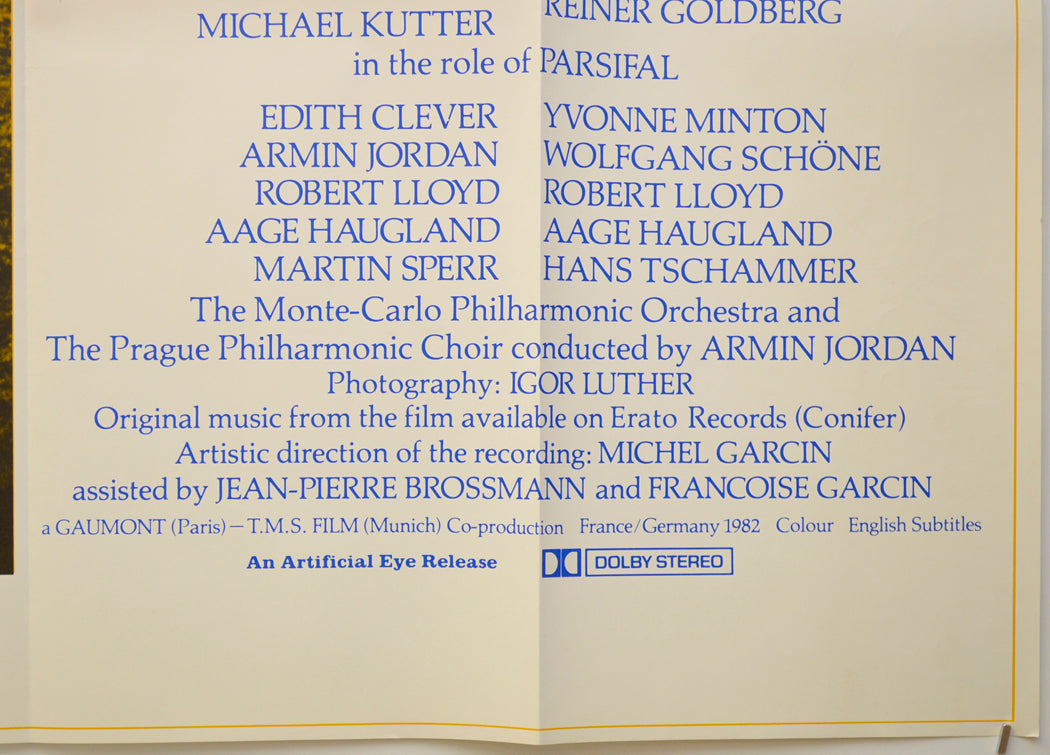 MICHAEL KUTTER REINER GOLDBERG
in the role of PARSIFAL
EDITH CLEVER YVONNE MINTON
ARMIN JORDAN WOLFGANG SCHÖNE
ROBERT LLOYD ROBERT LLOYD
AAGE HAUGLAND AAGE HAUGLAND
MARTIN SPERR HANS TSCHAMMER
The Monte-Carlo Philharmonic Orchestra and
The Prague Philharmonic Choir conducted by ARMIN JORDAN
Photography: IGOR LUTHER
Original music from the film available on Erato Records (Conifer)
Artistic direction of the recording: MICHEL GARCIN
assisted by JEAN-PIERRE BROSSMANN and FRANCOISE GARCIN
a GAUMONT (Paris) – T.M.S. FILM (Munich) Co-production France/Germany 1982 Colour English Subtitles
An Artificial Eye Release DOLBY STEREO